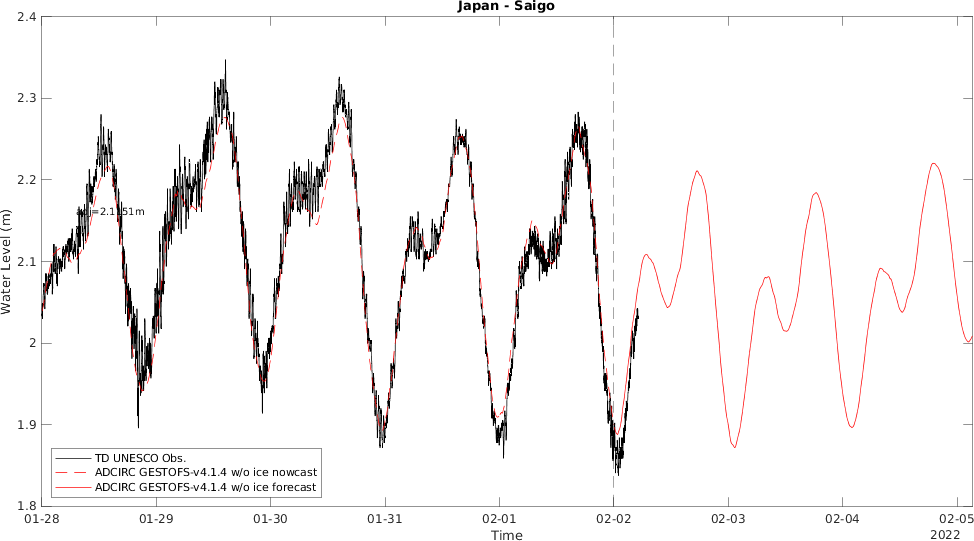 Japan - Saigo
2.4
2.3
2.2
2.1
2
1.9
1.8
Water Level (m)
TD UNESCO Obs.
ADCIRC GESTOFS-v4.1.4 w/o ice nowcast
ADCIRC GESTOFS-v4.1.4 w/o ice forecast
01-28 01-29 01-30 01-31 02-01 02-02 02-03 02-04 02-05
Time
2022